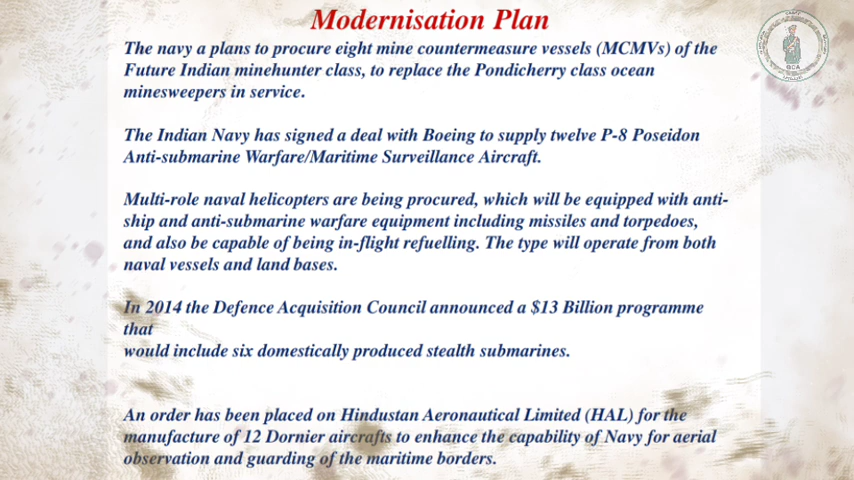 Modernisation Plan
The navy a plans to procure eight mine countermeasure vessels (MCMVs) of the
Future Indian minehunter class, to replace the Pondicherry class ocean
minesweepers in service.
The Indian Navy has signed a deal with Boeing to supply twelve P-8 Poseidon
Anti-submarine Warfare/Maritime Surveillance Aircraft.
Multi-role naval helicopters are being procured, which will be equipped with anti-
ship and anti-submarine warfare equipment including missiles and torpedoes,
and also be capable of being in-flight refuelling. The type will operate from both
naval vessels and land bases.
In 2014 the Defence Acquisition Council announced a $13 Billion programme
that
would include six domestically produced stealth submarines.
An order has been placed on Hindustan Aeronautical Limited (HAL) for the
manufacture of 12 Dornier aircrafts to enhance the capability of Navy for aerial
observation and guarding of the maritime borders.